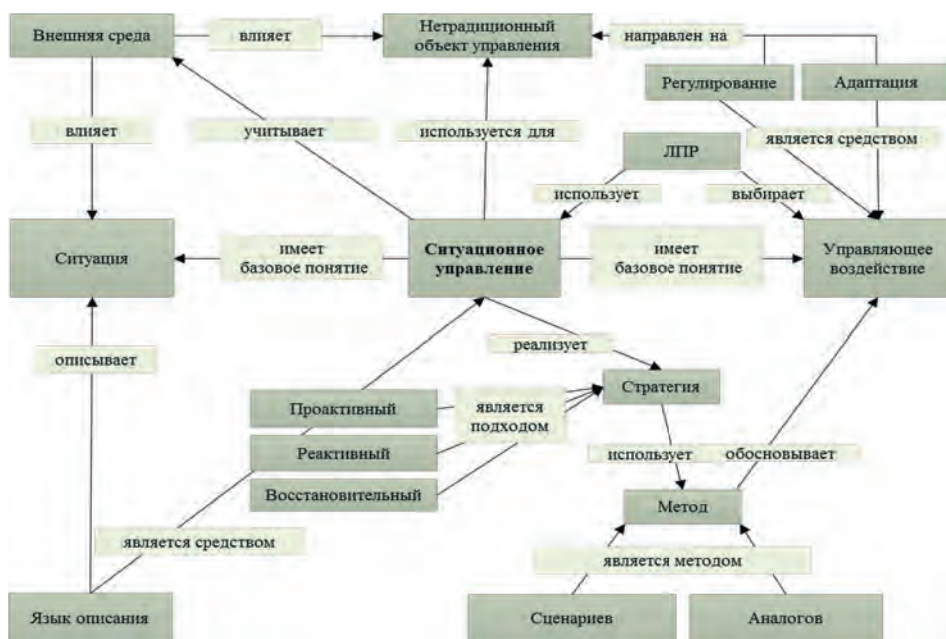 Внешняя среда
влияет
Нетрадиционный
объект управления
направлен на
Регулирование
Адаптация
влияет
учитывает
используется для
является средством
ЛПР
использует
выбирает
Ситуация
имеет
базовое понятие
Ситуационное
управление
имеет
базовое понятие
Управляющее
воздействие
описывает
реализует
Стратегия
Проактивный
является
подходом
Реактивный
использует
обосновывает
Восстановительный
Метод
является средством
является методом
Язык описания
Сценариев
Аналогов